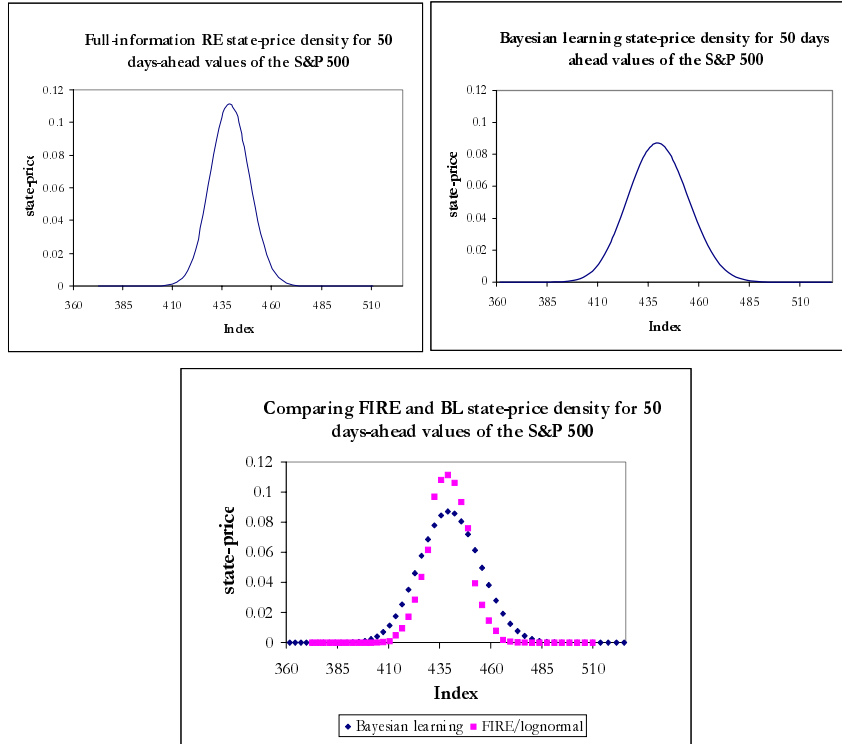 Full-information RE state-price density for 50
days-ahead values of the S&P 500
0.12
0.1
0.08
0.06
0.04
0.02
0
state-price
360 385 410 435 460 485 510
Index
Bayesian learning state-price density for 50 days
ahead values of the S&P 500
0.12
0.1
0.08
0.06
0.04
0.02
0
state-price
360 385 410 435 460 485 510
Index
Comparing FIRE and BL state-price density for 50
days-ahead values of the S&P 500
0.12
0.1
0.08
0.06
0.04
0.02
0
state-price
360 385 410 435 460 485 510
Index
Bayesian learning FIRE/lognormal